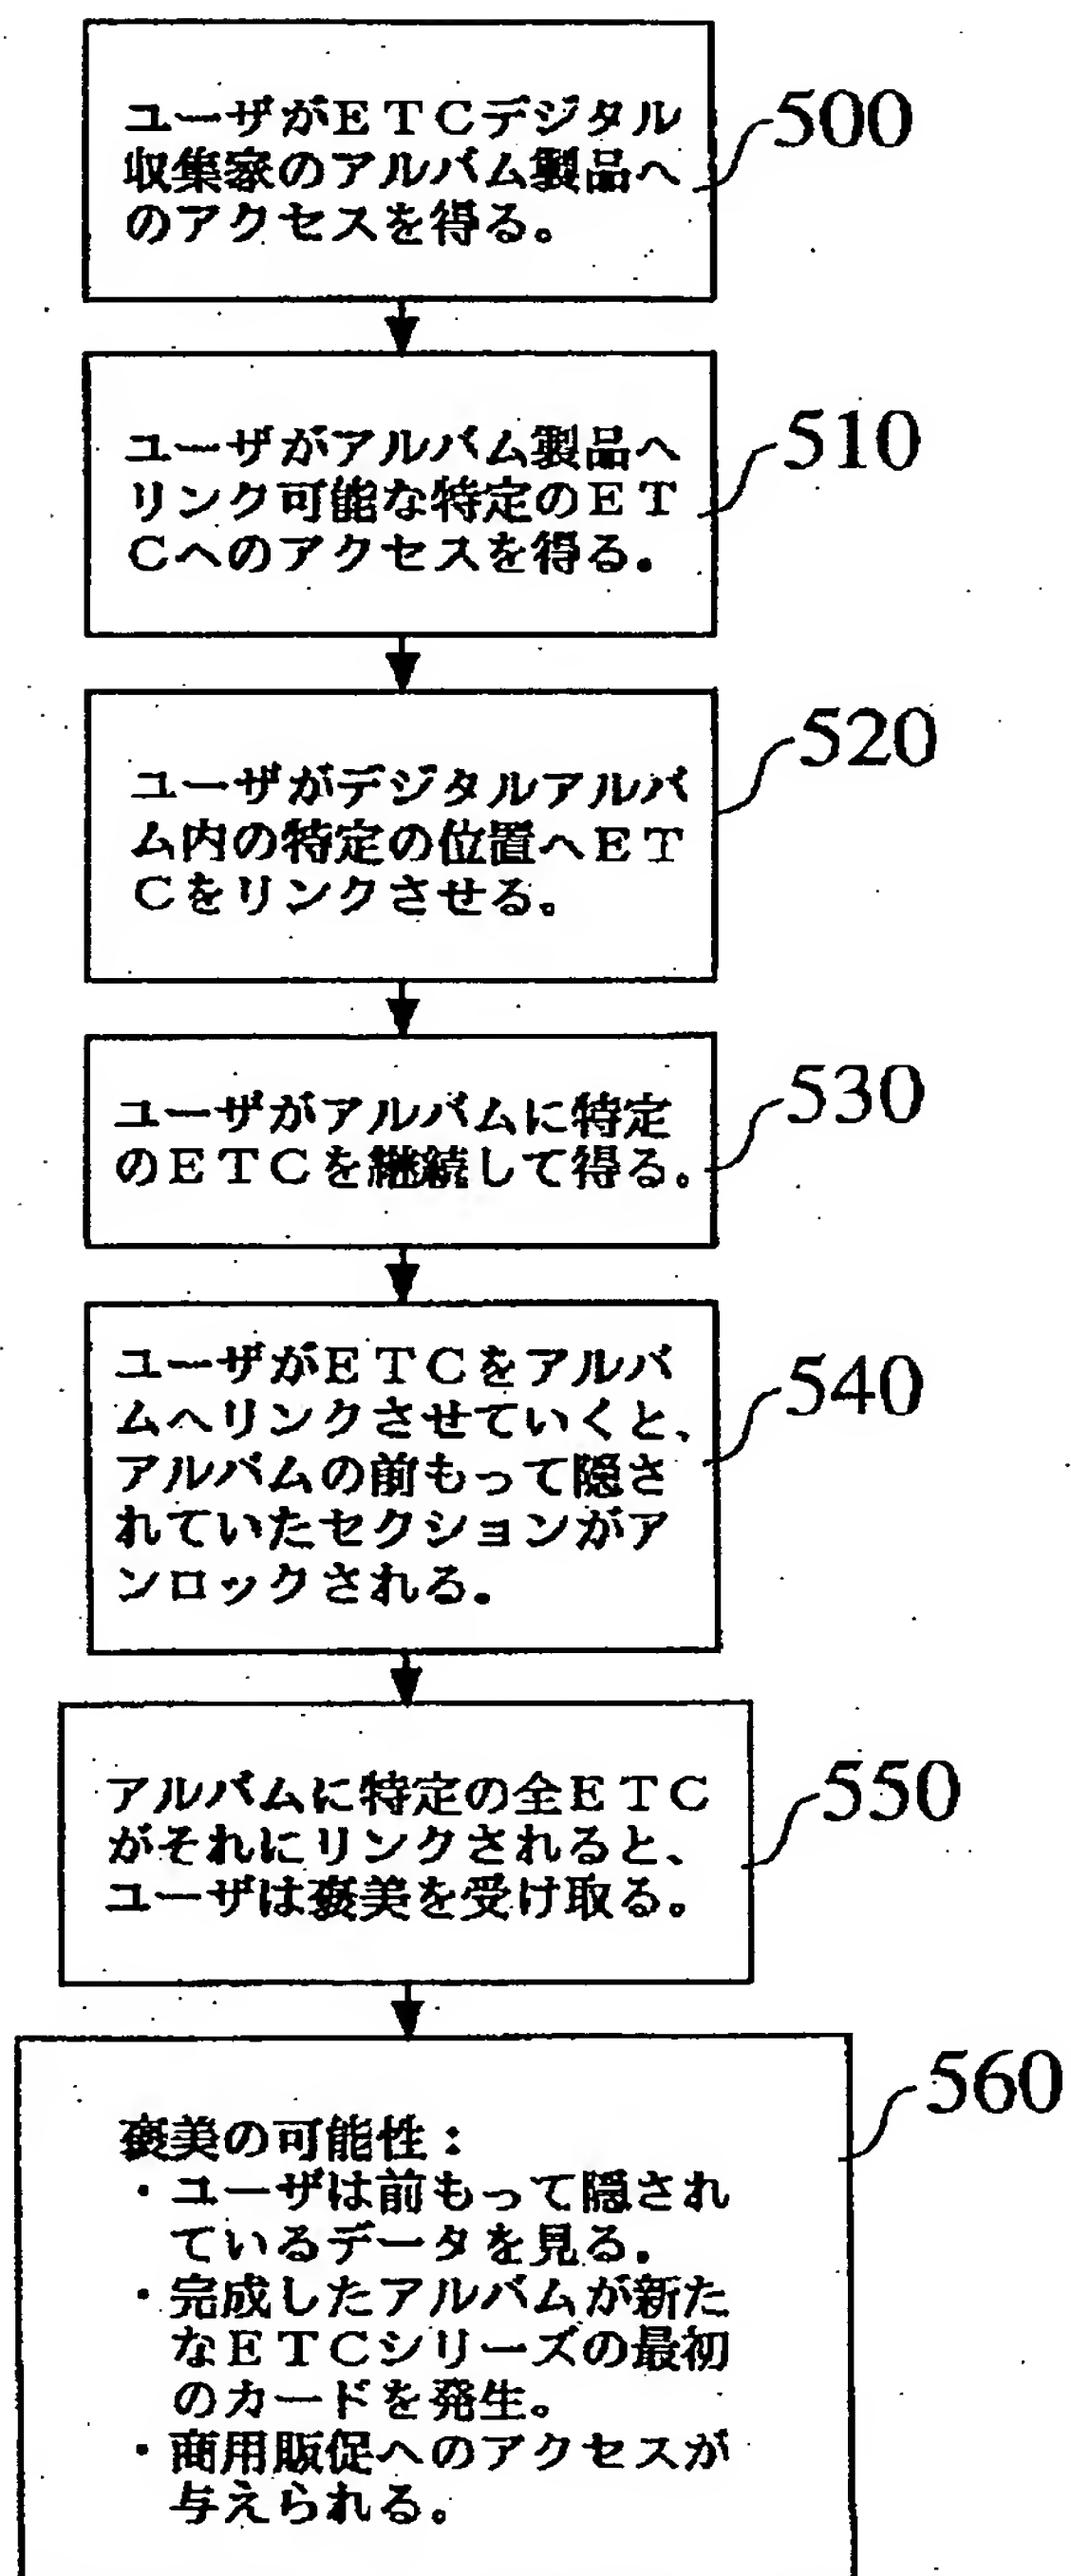 ユーザがETCデジタル
収集家のアルバム製品へ
のアクセスを得る。
500
ユーザがアルバム製品へ
リンク可能な特定のET
Cへのアクセスを得る。
510
ユーザがデジタルアルバ
ム内の特定の位置へET
Cをリンクさせる。
520
ユーザがアルバムに特定
のETCを継続して得る。
530
ユーザがETCをアルバ
ムへリンクさせていくと、
アルバムの前もって隠さ
れていたセクションがア
ンロックされる。
540
アルバムに特定の全ETC
がそれにリンクされると、
ユーザは褒美を受け取る。
550
褒美の可能性：
・ユーザは前もって隠され
ているデータを見る。
・完成したアルバムが新た
なETCシリーズの最初
のカードを発生。
・商用販促へのアクセスが
与えられる。
560